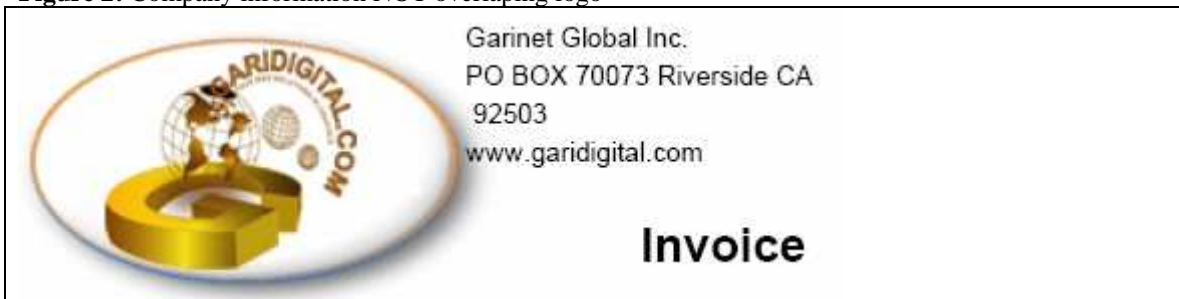 Figure 2: Company information NOT overlaping logo
GARIDIGITAL.COM
Garinet Global Inc.
PO BOX 70073 Riverside CA
92503
www.garidigital.com
Invoice